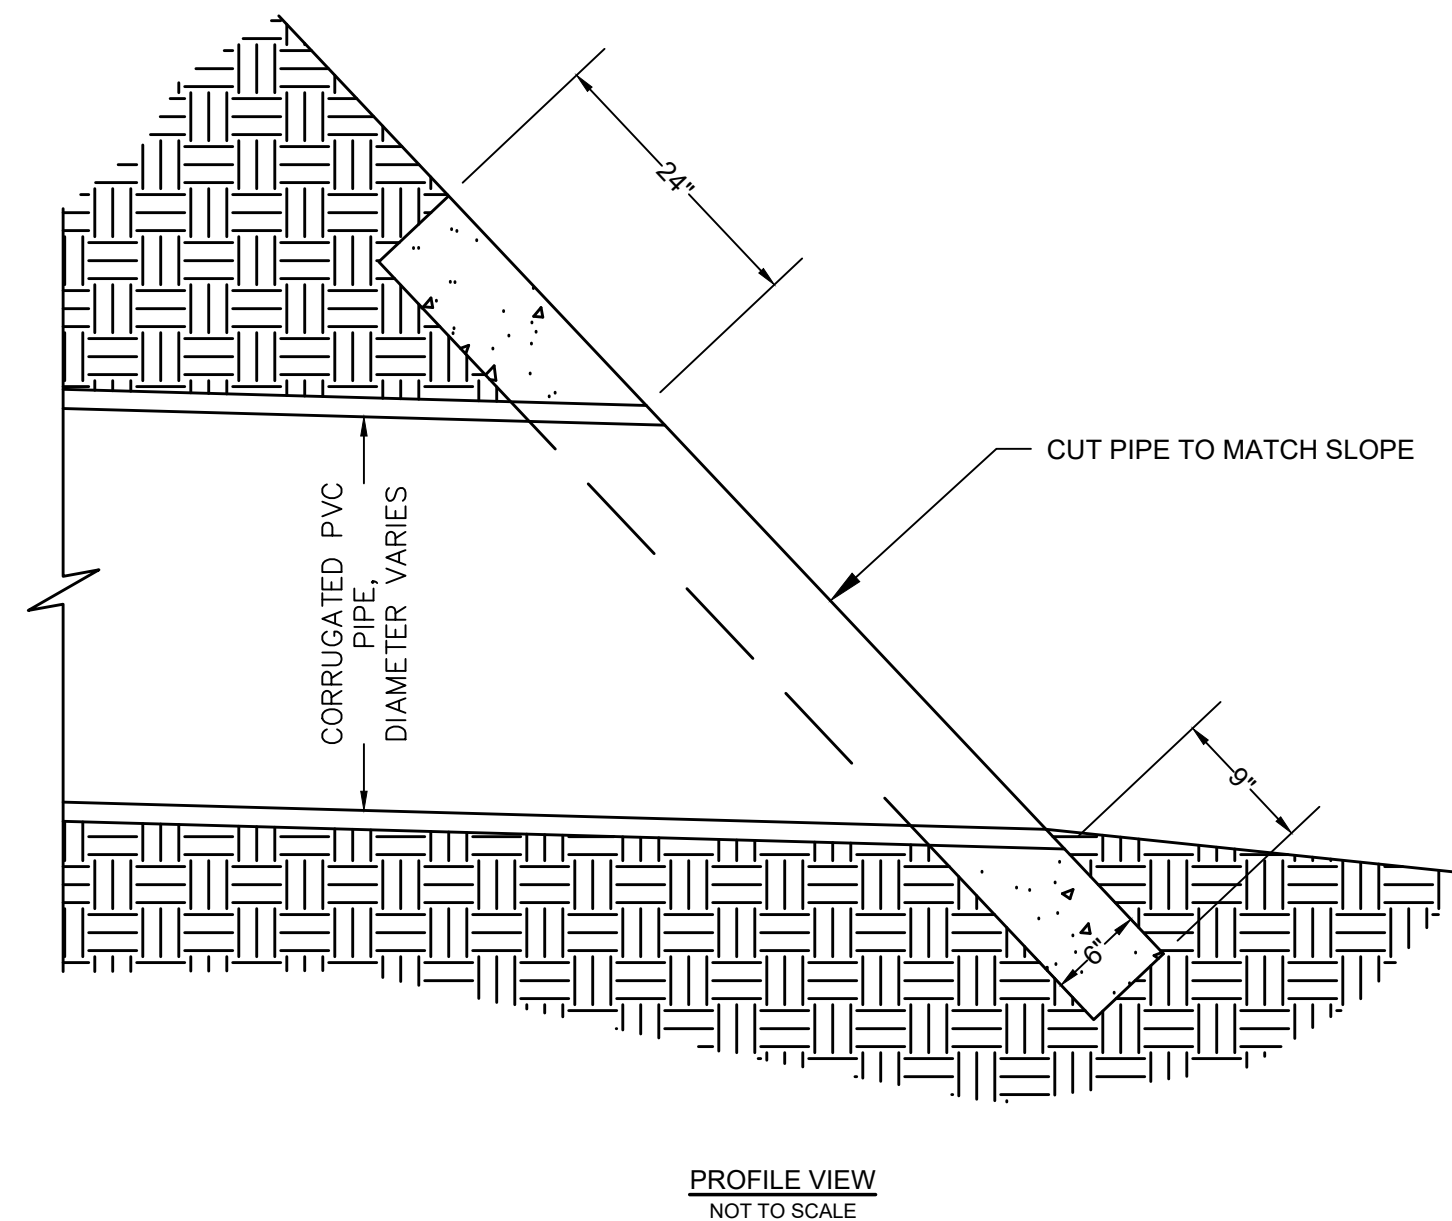 24"
CUT PIPE TO MATCH SLOPE
CORRUGATED PVC
PIPE,
DIAMETER VARIES
9"
6"
PROFILE VIEW
NOT TO SCALE